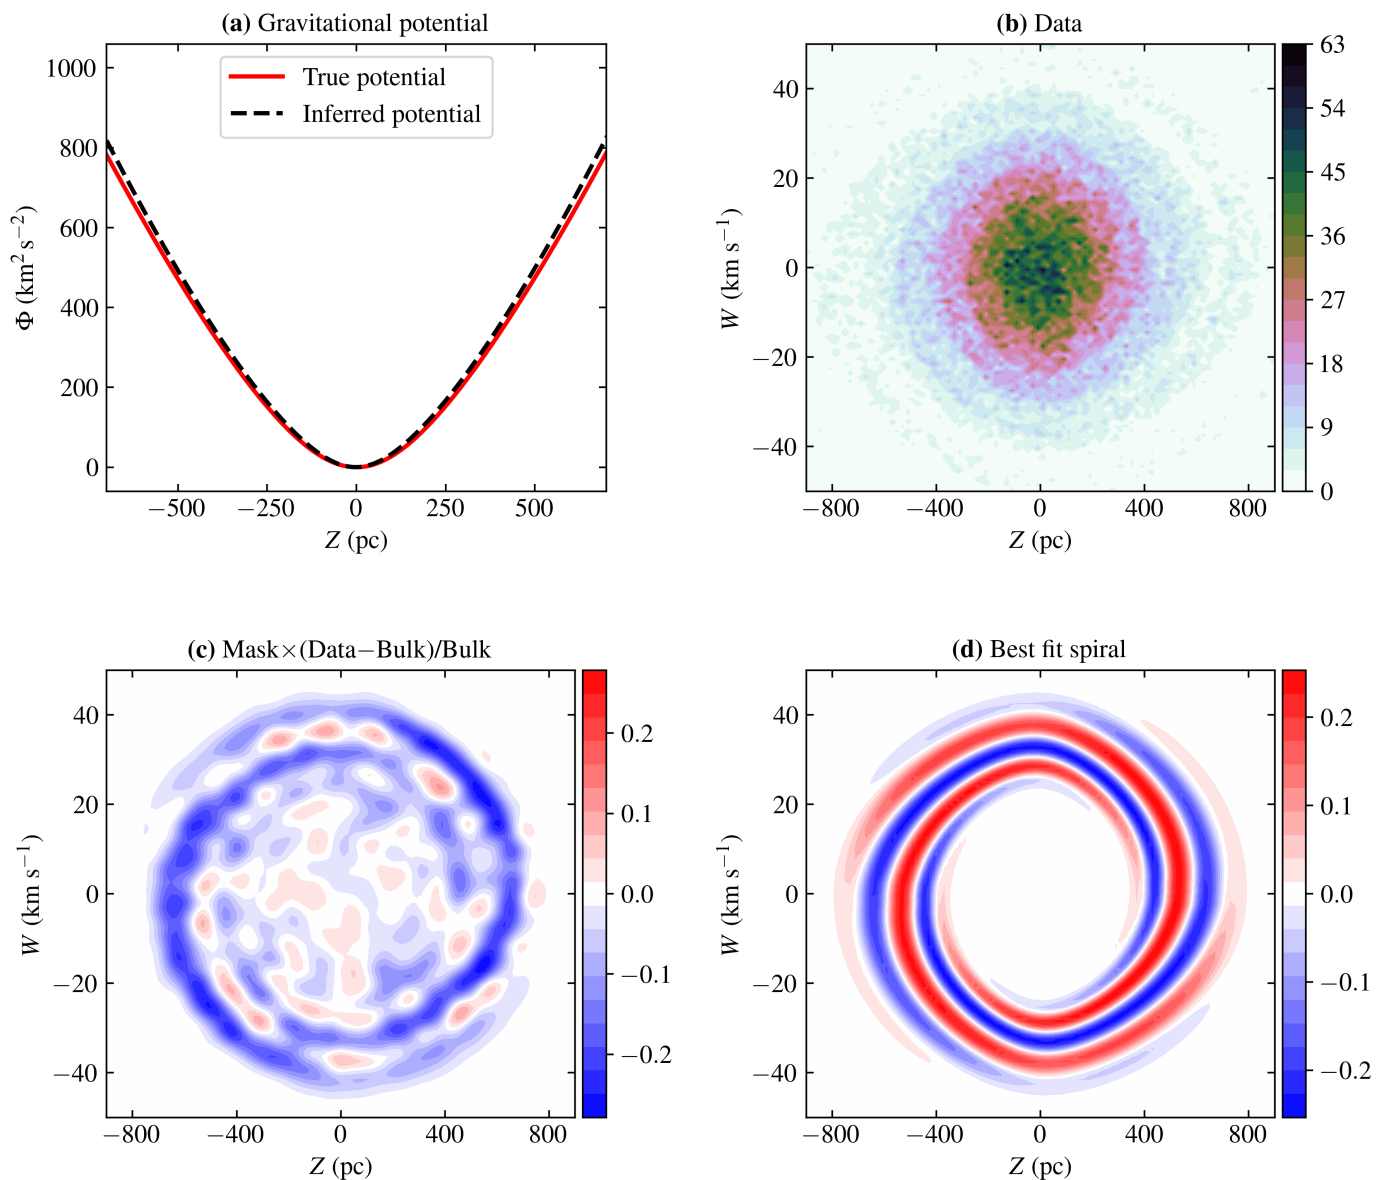 (a) Gravitational potential
True potential
Inferred potential
1000
800
600
400
200
0
Φ (km² s⁻²)
−500 −250 0 250 500
Z (pc)
(b) Data
40
20
0
−20
−40
W (km s⁻¹)
−800 −400 0 400 800
Z (pc)
63
54
45
36
27
18
9
0
(c) Mask×(Data−Bulk)/Bulk
40
20
0
−20
−40
W (km s⁻¹)
−800 −400 0 400 800
Z (pc)
0.2
0.1
0.0
−0.1
−0.2
(d) Best fit spiral
40
20
0
−20
−40
W (km s⁻¹)
−800 −400 0 400 800
Z (pc)
0.2
0.1
0.0
−0.1
−0.2